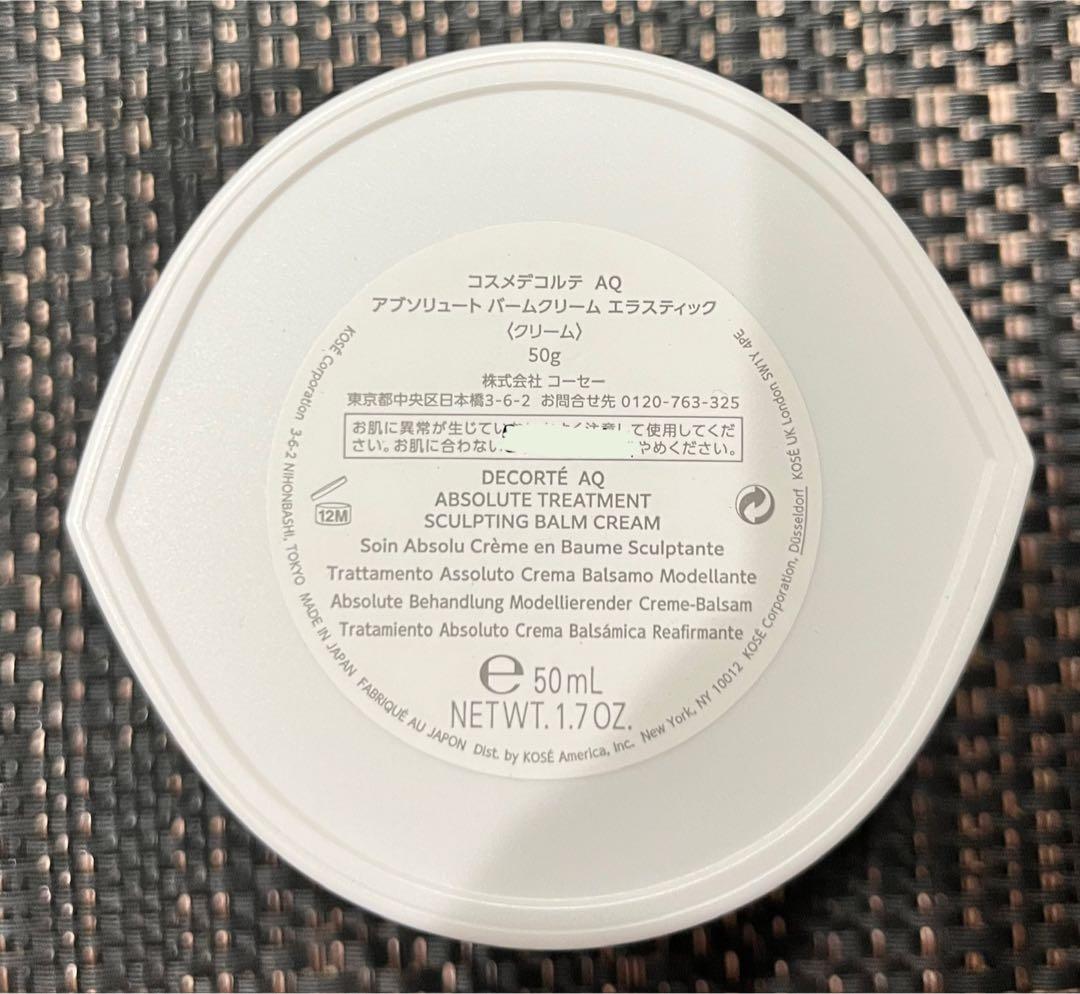 コスメデコルテ AQ
アブソリュート バームクリーム エラスティック
〈クリーム〉
50g
株式会社 コーセー
東京都中央区日本橋3-6-2 お問合せ先 0120-763-325
お肌に異常が生じてい て使用してくだ
さい。お肌に合わない やめください。
DECORTÉ AQ
ABSOLUTE TREATMENT
SCULPTING BALM CREAM
12M
Soin Absolu Crème en Baume Sculptante
Trattamento Assoluto Crema Balsamo Modellante
Absolute Behandlung Modellierender Creme-Balsam
Tratamiento Absoluto Crema Balsámica Reafirmante
e 50mL
NET WT. 1.7 OZ.
KOSÉ Corporation 3-6-2 NIHONBASHI, TOKYO MADE IN JAPAN FABRIQUÉ AU JAPON Dist. by KOSÉ America, Inc. New York, NY 10012 KOSÉ Corporation, Düsseldorf KOSÉ UK London SW1Y 4PE